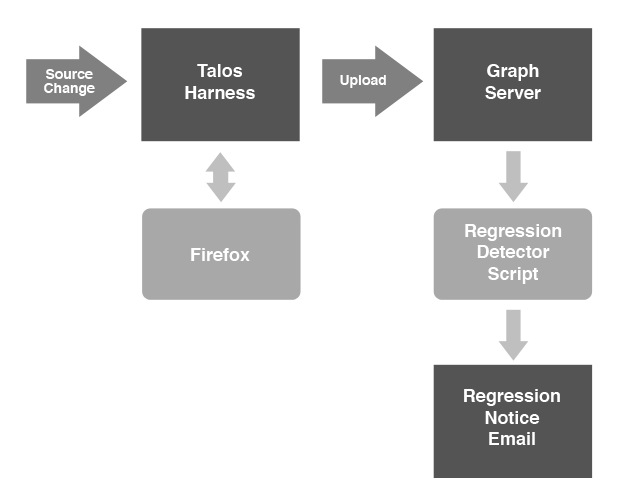 Source
Change
Talos
Harness
Upload
Graph
Server
Firefox
Regression
Detector
Script
Regression
Notice
Email